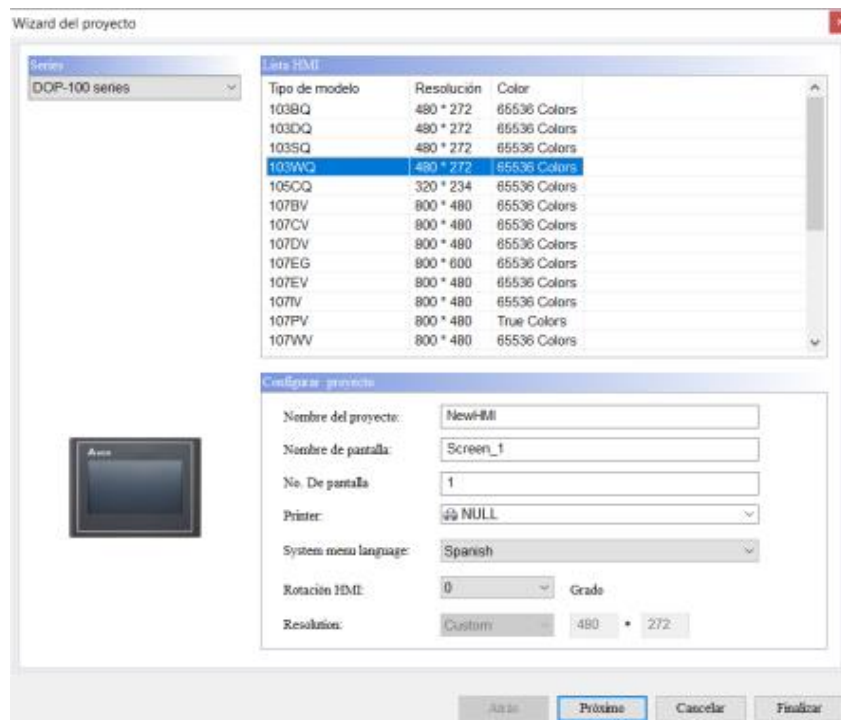 Wizard del proyecto
Series
DOP-100 series
Lista HMI
Tipo de modelo Resolución Color
103BQ 480 * 272 65536 Colors
103DQ 480 * 272 65536 Colors
103SQ 480 * 272 65536 Colors
103WQ 480 * 272 65536 Colors
105CQ 320 * 234 65536 Colors
107BV 800 * 480 65536 Colors
107CV 800 * 480 65536 Colors
107DV 800 * 480 65536 Colors
107EG 800 * 600 65536 Colors
107EV 800 * 480 65536 Colors
107IV 800 * 480 65536 Colors
107PV 800 * 480 True Colors
107WV 800 * 480 65536 Colors
Configurar proyecto
Nombre del proyecto: NewHMI
Nombre de pantalla: Screen_1
No. De pantalla 1
Printer: NULL
System menu language: Spanish
Rotación HMI: 0 Grado
Resolution: Custom 480 * 272
Atrás Próximo Cancelar Finalizar